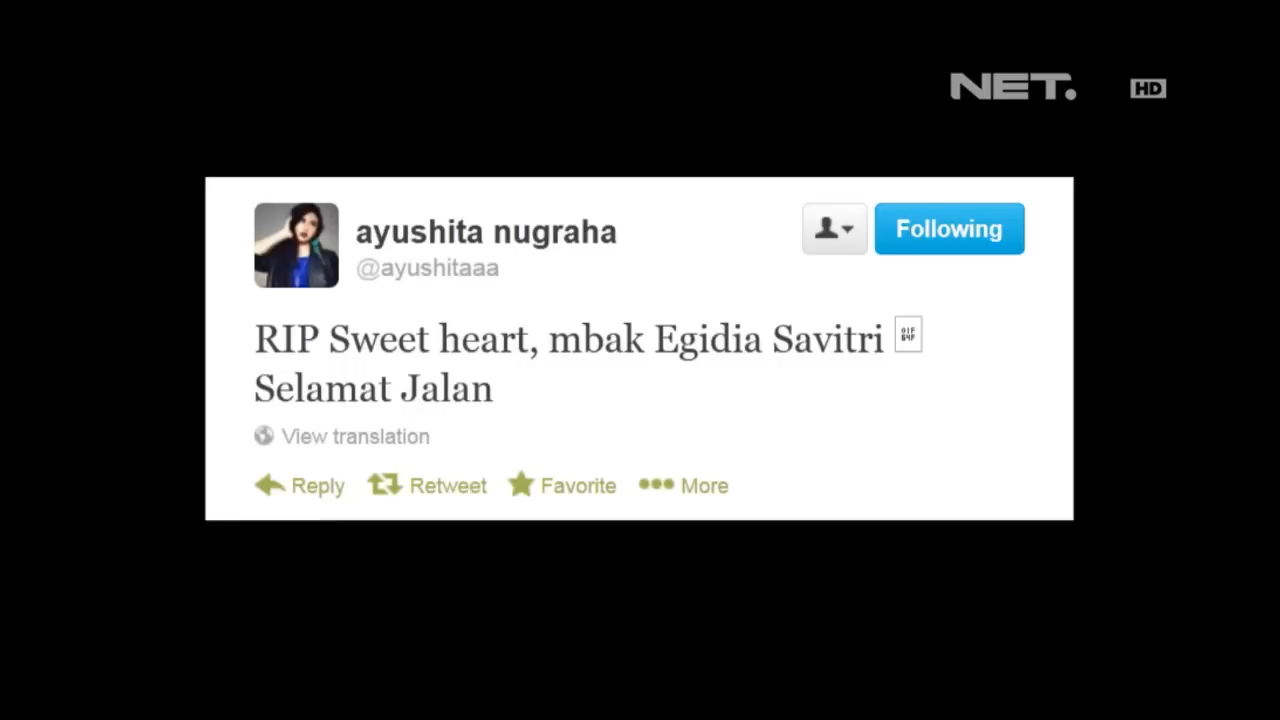 NET. HD
ayushita nugraha
Following
@ayushitaaa
RIP Sweet heart, mbak Egidia Savitri
Selamat Jalan
View translation
Reply Retweet Favorite More